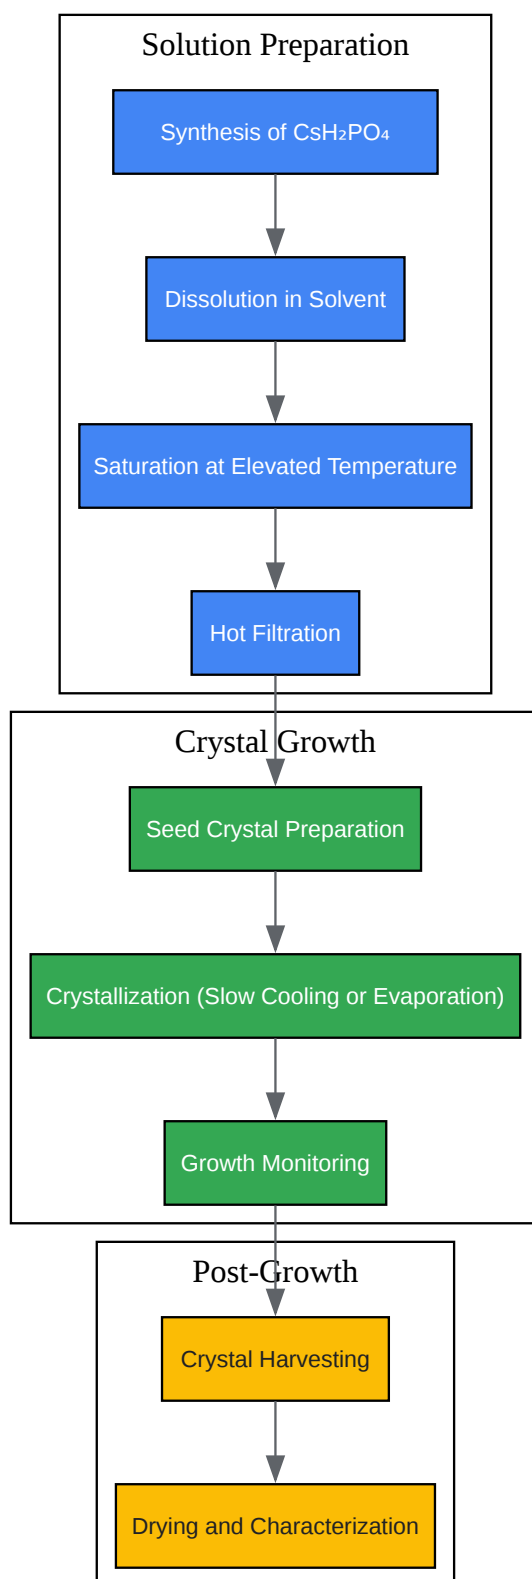 Solution Preparation
Synthesis of CsH₂PO₄
Dissolution in Solvent
Saturation at Elevated Temperature
Hot Filtration
Crystal Growth
Seed Crystal Preparation
Crystallization (Slow Cooling or Evaporation)
Growth Monitoring
Post-Growth
Crystal Harvesting
Drying and Characterization